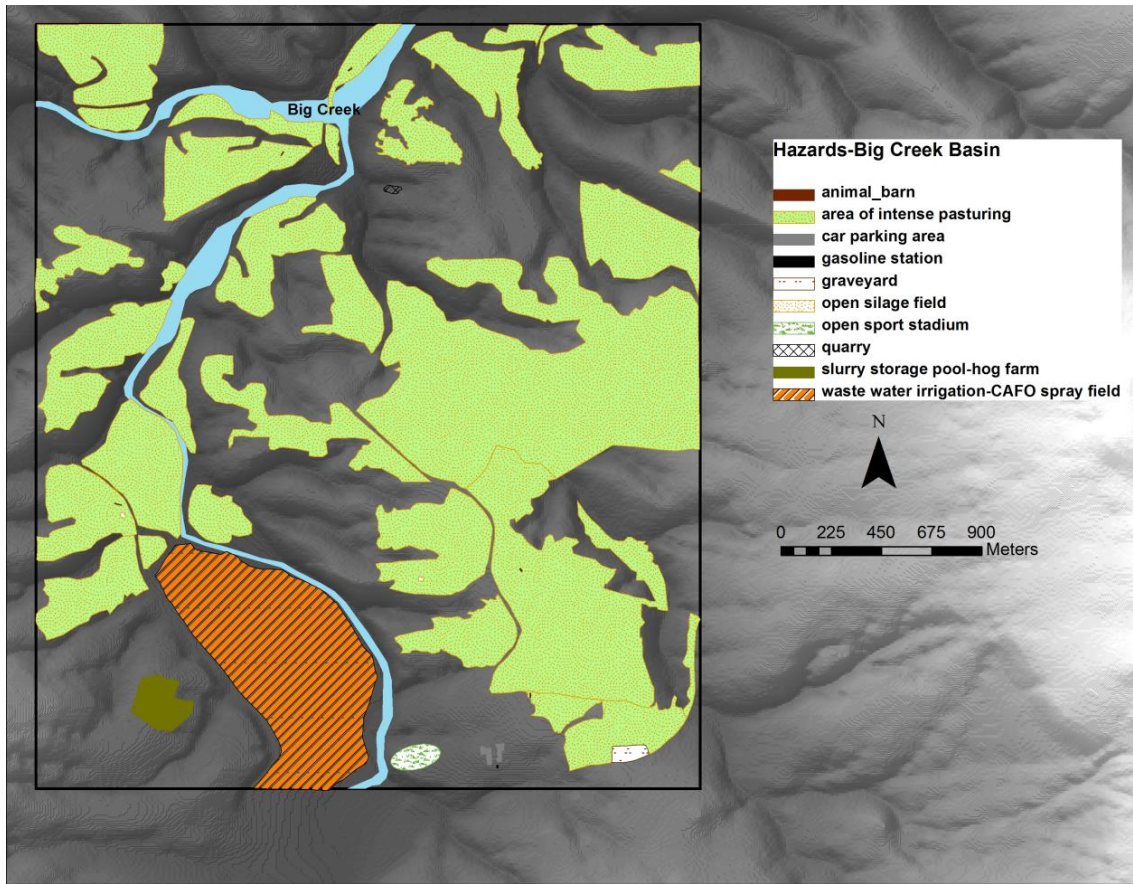 Big Creek
Hazards-Big Creek Basin
animal_barn
area of intense pasturing
car parking area
gasoline station
graveyard
open silage field
open sport stadium
quarry
slurry storage pool-hog farm
waste water irrigation-CAFO spray field
N
0 225 450 675 900
Meters